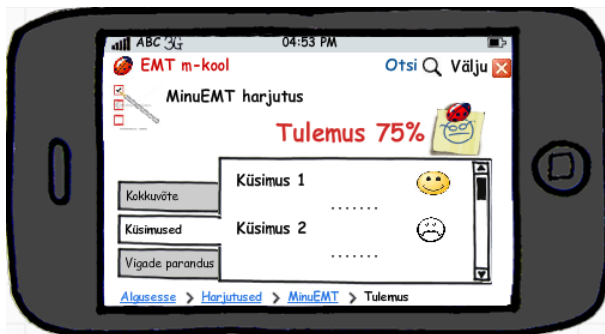 ABC 3G 04:53 PM
EMT m-kool Otsi Välju
MinuEMT harjutus
Tulemus 75%
Kokkuvõte
Küsimused
Vigade parandus
Küsimus 1
.......
Küsimus 2
.......
Algusesse > Harjutused > MinuEMT > Tulemus